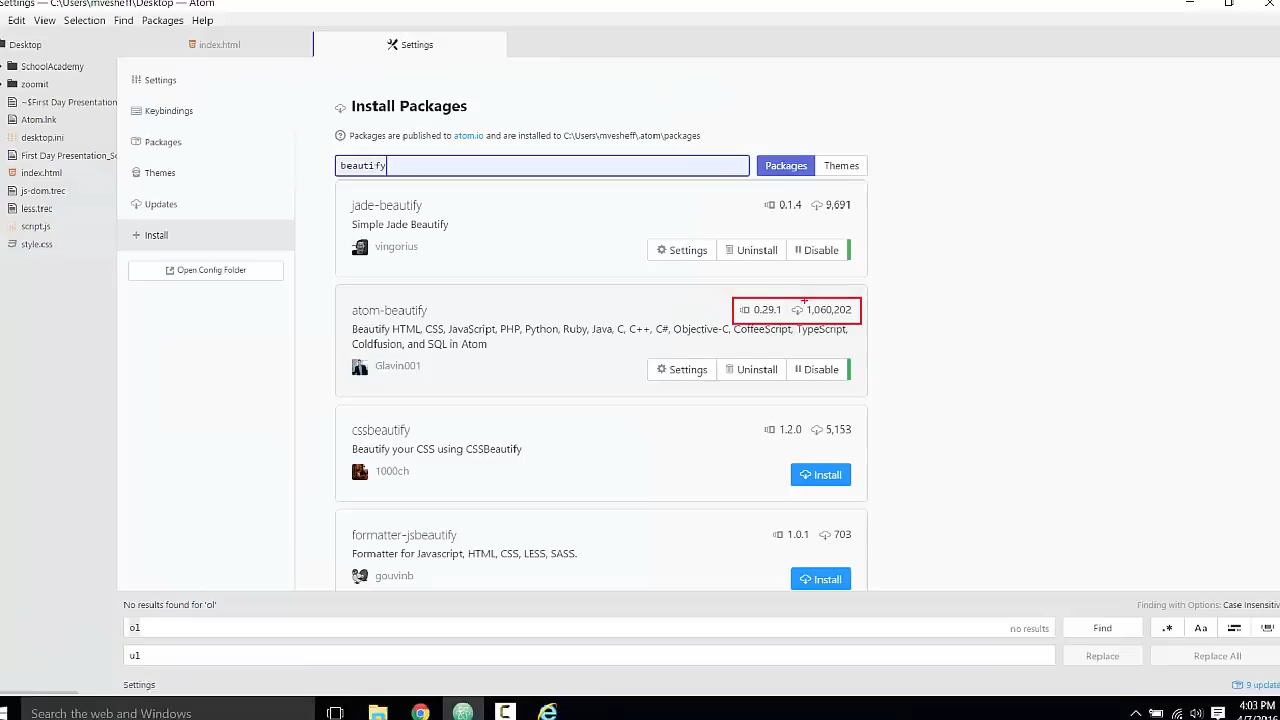 Settings — C:\Users\mvesheff\Desktop — Atom
Edit View Selection Find Packages Help
Desktop
index.html
Settings
SchoolAcademy
zoomit
~$First Day Presentation
Atom.lnk
desktop.ini
First Day Presentation_Sc
index.html
js-dom.trec
less.trec
script.js
style.css
Settings
Keybindings
Packages
Themes
Updates
Install
Open Config Folder
Install Packages
Packages are published to atom.io and are installed to C:\Users\mvesheff\.atom\packages
beautify
Packages Themes
jade-beautify 0.1.4 9,691
Simple Jade Beautify
vingorius
Settings Uninstall Disable
atom-beautify 0.29.1 1,060,202
Beautify HTML, CSS, JavaScript, PHP, Python, Ruby, Java, C, C++, C#, Objective-C, CoffeeScript, TypeScript,
Coldfusion, and SQL in Atom
Glavin001
Settings Uninstall Disable
cssbeautify 1.2.0 5,153
Beautify your CSS using CSSBeautify
1000ch
Install
formatter-jsbeautify 1.0.1 703
Formatter for Javascript, HTML, CSS, LESS, SASS.
gouvinb
Install
No results found for 'ol'
Finding with Options: Case Insensitiv
ol no results Find .* Aa
ul Replace Replace All
Settings
9 update
Search the web and Windows
4:03 PM